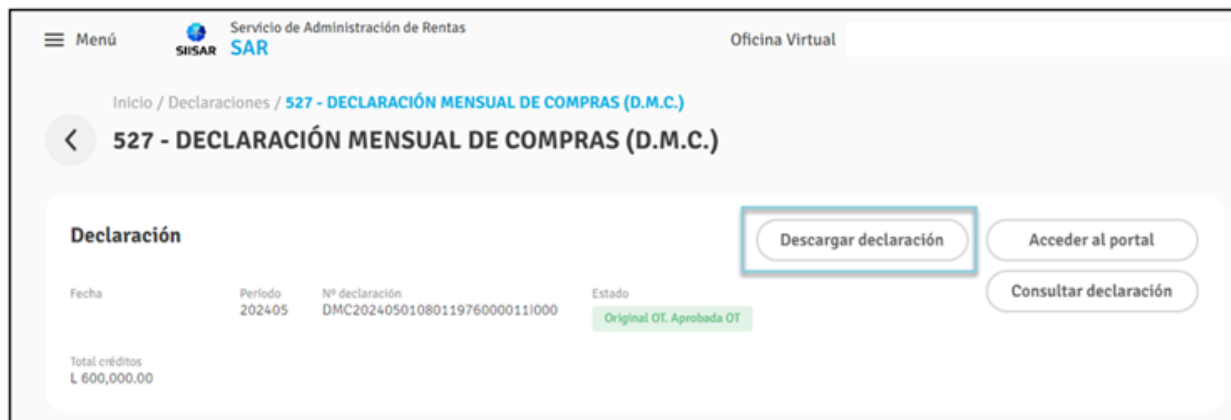 Menú
SIISAR
Servicio de Administración de Rentas
SAR
Oficina Virtual
Inicio / Declaraciones / 527 - DECLARACIÓN MENSUAL DE COMPRAS (D.M.C.)
527 - DECLARACIÓN MENSUAL DE COMPRAS (D.M.C.)
Declaración
Descargar declaración
Acceder al portal
Consultar declaración
Fecha
Período
202405
Nº declaración
DMC2024050108011976000011I000
Estado
Original OT. Aprobada OT
Total créditos
L 600,000.00